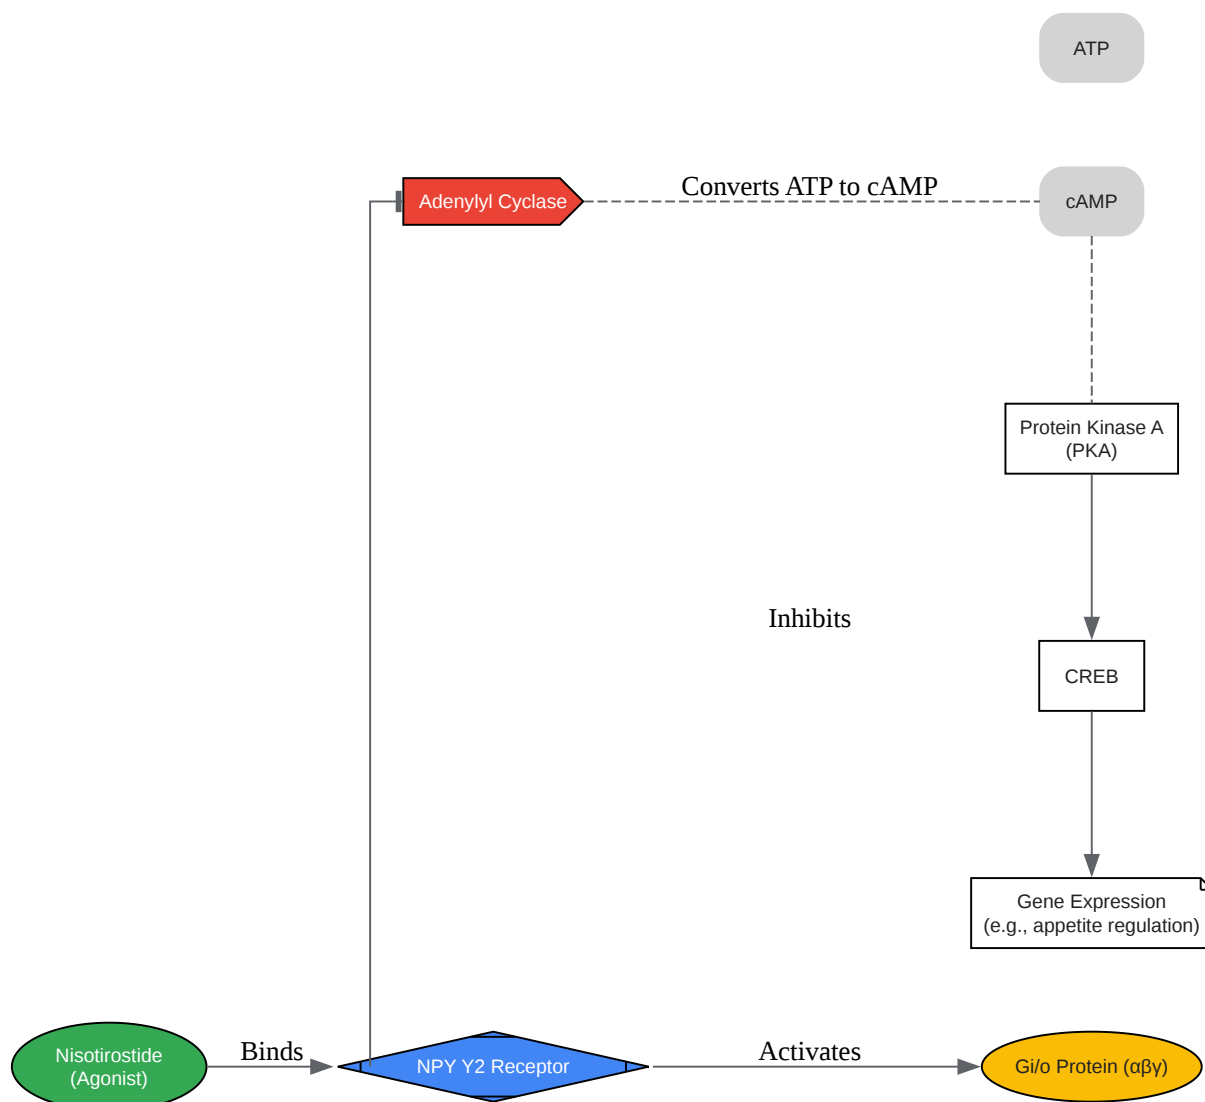 ATP
Adenylyl Cyclase
Converts ATP to cAMP
cAMP
Protein Kinase A
(PKA)
Inhibits
CREB
Gene Expression
(e.g., appetite regulation)
Nisotirostide
(Agonist)
Binds
NPY Y2 Receptor
Activates
Gi/o Protein (αβγ)